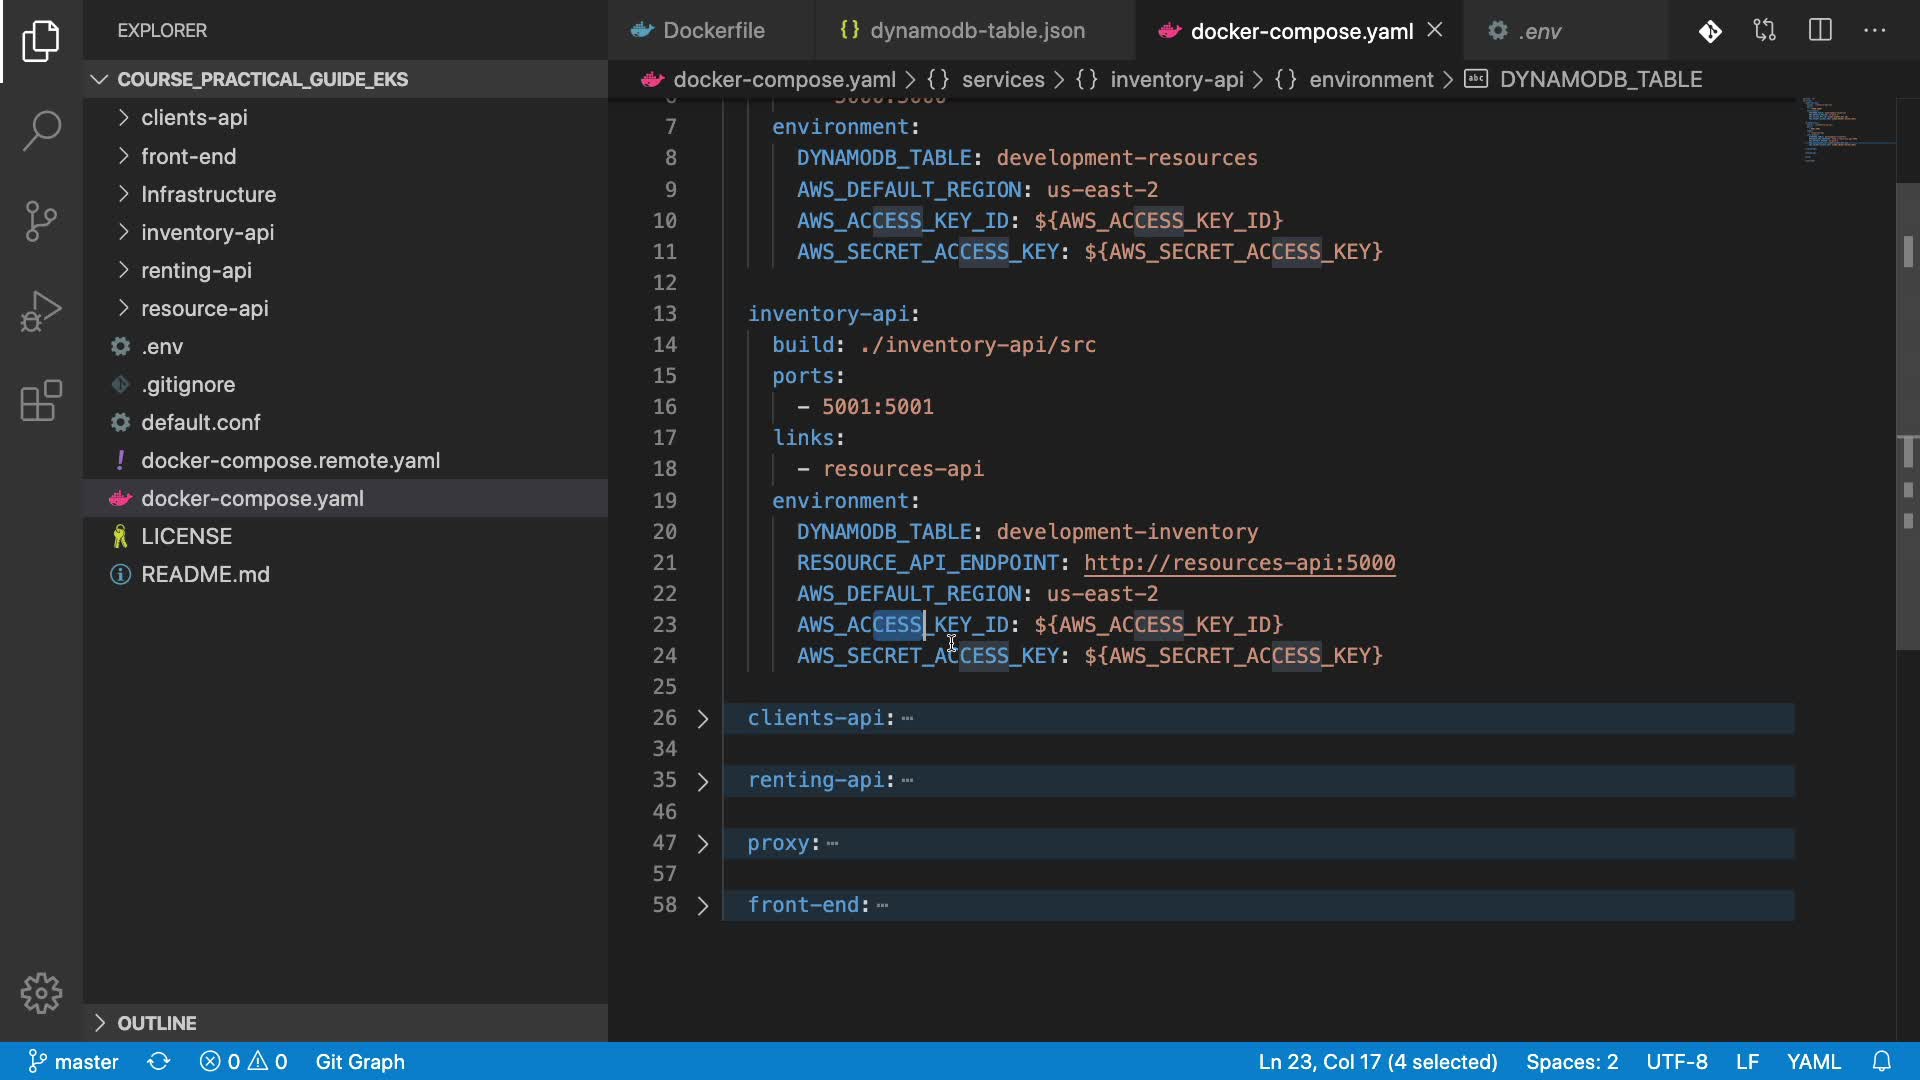 EXPLORER
COURSE_PRACTICAL_GUIDE_EKS
clients-api
front-end
Infrastructure
inventory-api
renting-api
resource-api
.env
.gitignore
default.conf
docker-compose.remote.yaml
docker-compose.yaml
LICENSE
README.md
OUTLINE
Dockerfile
dynamodb-table.json
docker-compose.yaml
.env
docker-compose.yaml > {} services > {} inventory-api > {} environment > abc DYNAMODB_TABLE
7 environment:
8 DYNAMODB_TABLE: development-resources
9 AWS_DEFAULT_REGION: us-east-2
10 AWS_ACCESS_KEY_ID: ${AWS_ACCESS_KEY_ID}
11 AWS_SECRET_ACCESS_KEY: ${AWS_SECRET_ACCESS_KEY}
12
13 inventory-api:
14 build: ./inventory-api/src
15 ports:
16 - 5001:5001
17 links:
18 - resources-api
19 environment:
20 DYNAMODB_TABLE: development-inventory
21 RESOURCE_API_ENDPOINT: http://resources-api:5000
22 AWS_DEFAULT_REGION: us-east-2
23 AWS_ACCESS_KEY_ID: ${AWS_ACCESS_KEY_ID}
24 AWS_SECRET_ACCESS_KEY: ${AWS_SECRET_ACCESS_KEY}
25
26 clients-api:
34
35 renting-api:
46
47 proxy:
57
58 front-end:
master 0 0 Git Graph Ln 23, Col 17 (4 selected) Spaces: 2 UTF-8 LF YAML